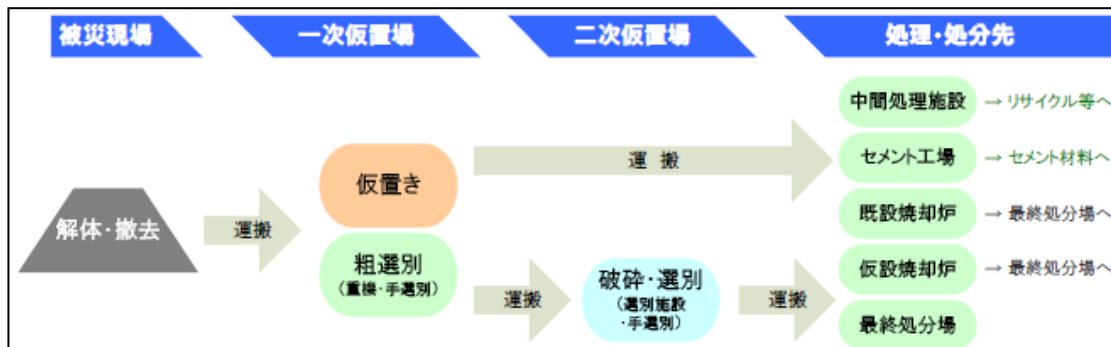 被災現場
一次仮置場
二次仮置場
処理・処分先
解体・撤去
運搬
仮置き
粗選別
(重機・手選別)
運 搬
運搬
破砕・選別
(選別施設
・手選別)
運搬
中間処理施設 → リサイクル等へ
セメント工場 → セメント材料へ
既設焼却炉 → 最終処分場へ
仮設焼却炉 → 最終処分場へ
最終処分場